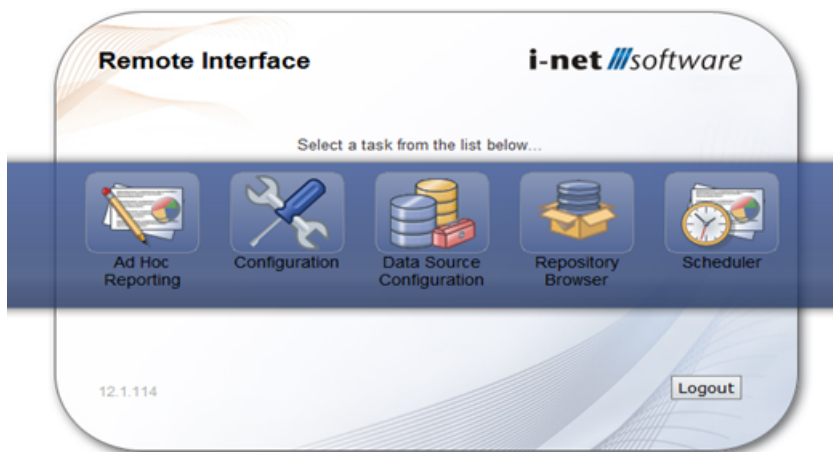 Remote Interface
i-net software
Select a task from the list below...
Ad Hoc
Reporting
Configuration
Data Source
Configuration
Repository
Browser
Scheduler
12.1.114
Logout